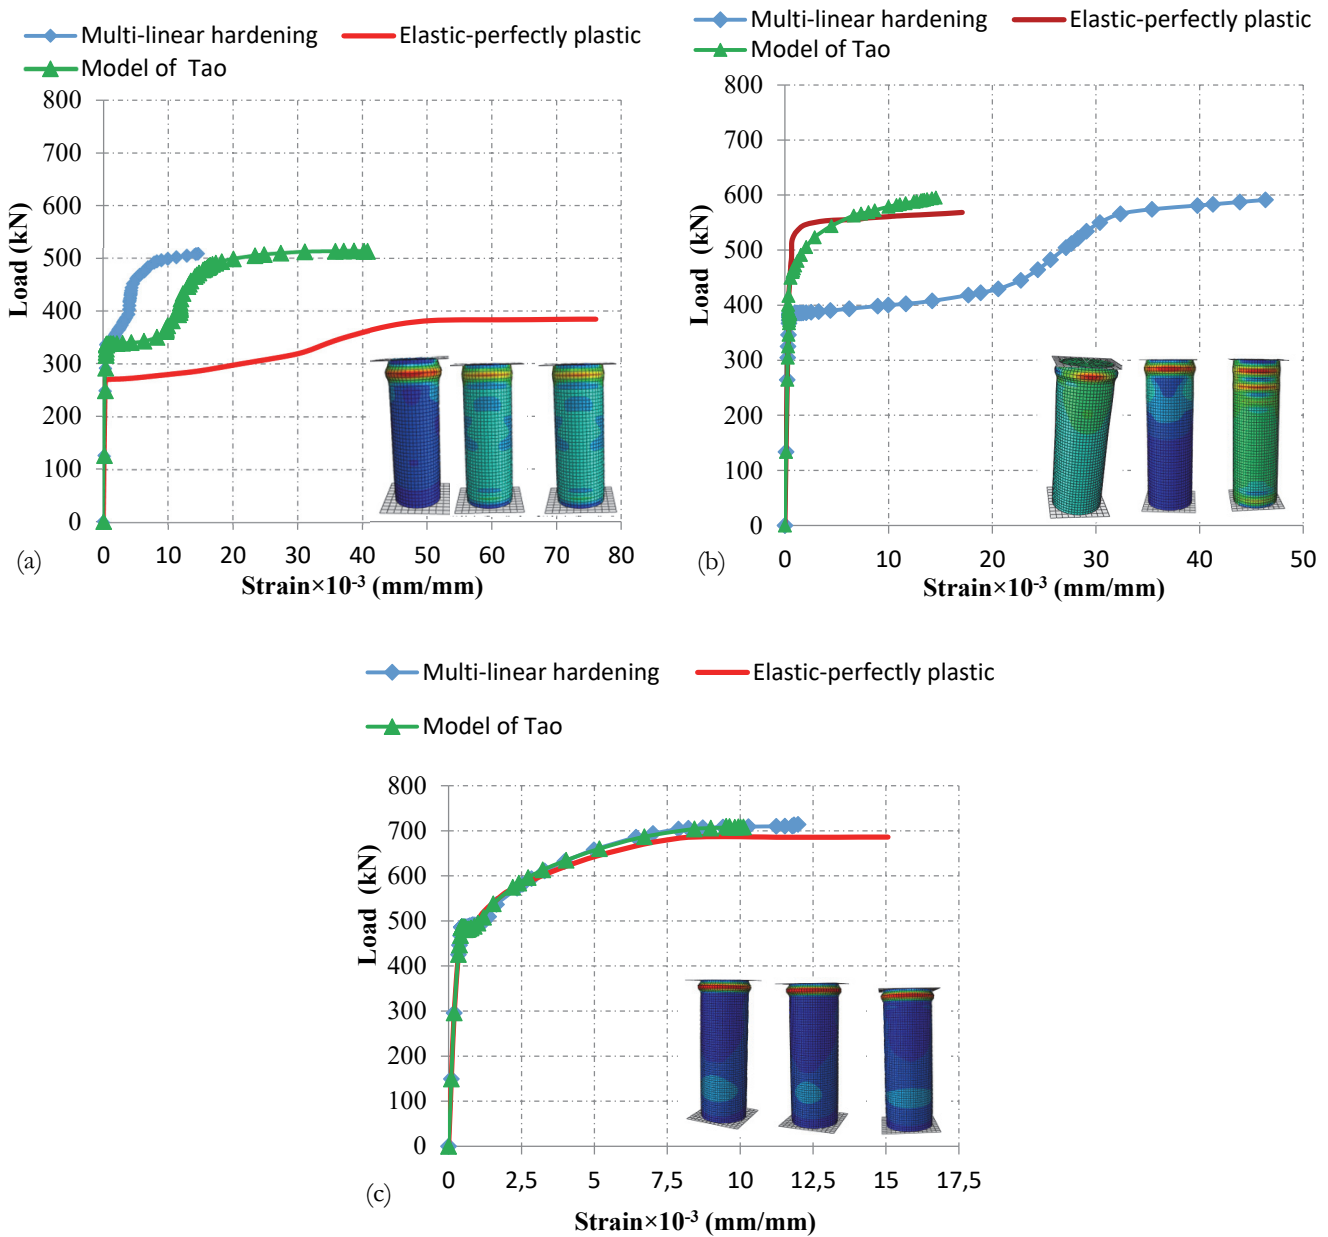 Multi-linear hardening
Elastic-perfectly plastic
Model of Tao
800
700
600
500
400
300
200
100
0
Load (kN)
0 10 20 30 40 50 60 70 80
Strain×10-3 (mm/mm)
(a)
Multi-linear hardening
Elastic-perfectly plastic
Model of Tao
800
700
600
500
400
300
200
100
0
Load (kN)
0 10 20 30 40 50
Strain×10-3 (mm/mm)
(b)
Multi-linear hardening
Elastic-perfectly plastic
Model of Tao
800
700
600
500
400
300
200
100
0
Load (kN)
0 2,5 5 7,5 10 12,5 15 17,5
Strain×10-3 (mm/mm)
(c)